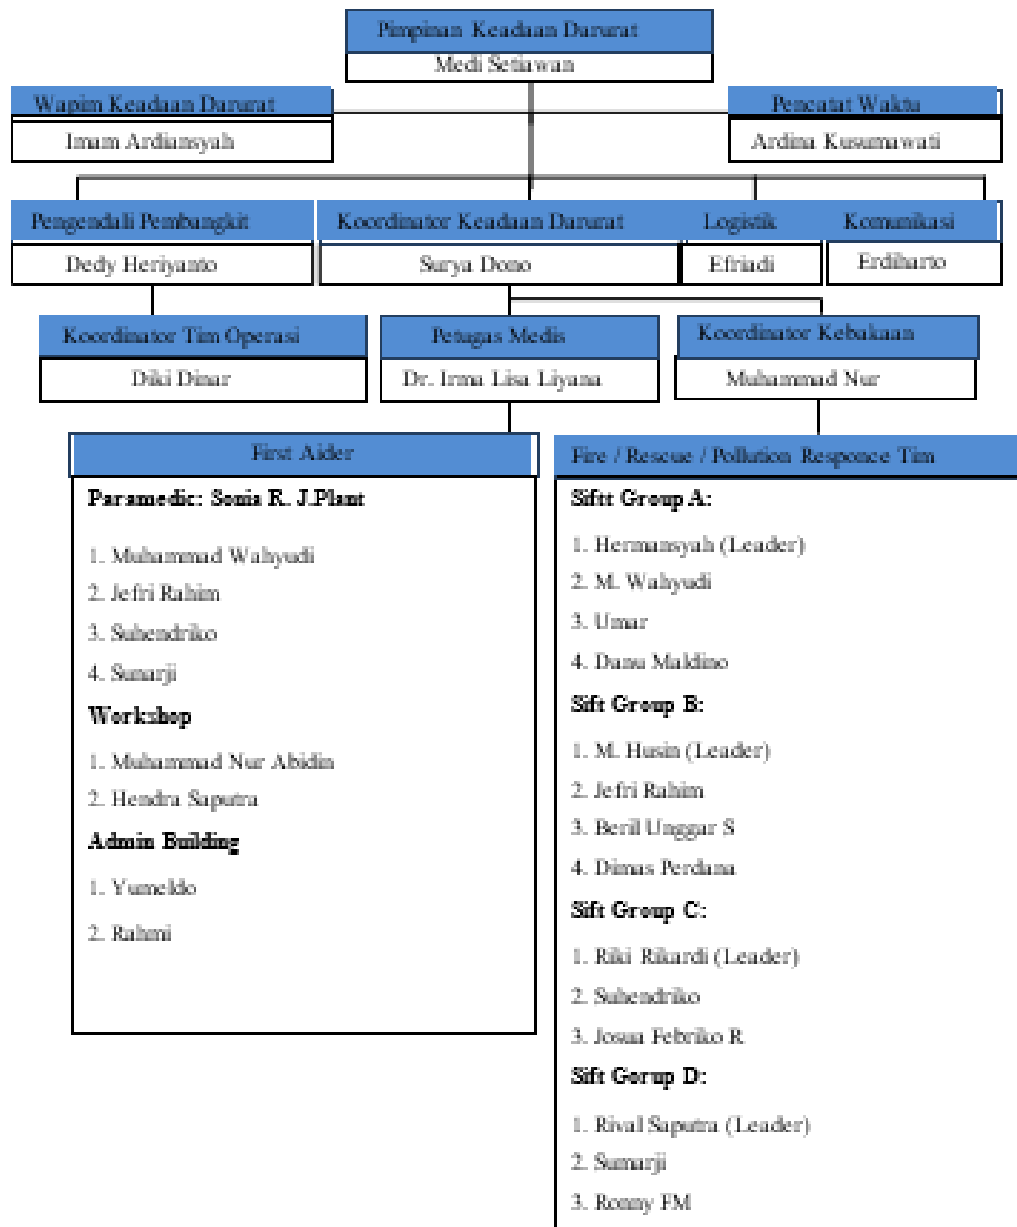 Pimpinan Keadaan Darurat
Medi Setiawan
Wapim Keadaan Darurat
Imam Ardiansyah
Pencatat Waktu
Ardina Kusumawati
Pengendali Pembangkit
Dedy Heriyanto
Koordinator Keadaan Darurat
Surya Dono
Logistik
Efriadi
Komunikasi
Erdiharto
Koordinator Tim Operasi
Diki Dinar
Petugas Medis
Dr. Irma Lisa Liyana
Koordinator Kebakaan
Muhammad Nur
First Aider
Paramedic: Sonia R. J.Plant
1. Muhammad Wahyudi
2. Jefri Rahim
3. Suhendriko
4. Sunarji
Workshop
1. Muhammad Nur Abidin
2. Hendra Saputra
Admin Building
1. Yumeldo
2. Rahmi
Fire / Rescue / Pollution Responce Tim
Siftt Group A:
1. Hermansyah (Leader)
2. M. Wahyudi
3. Umar
4. Danu Maldino
Sift Group B:
1. M. Husin (Leader)
2. Jefri Rahim
3. Beril Unggar S
4. Dimas Perdana
Sift Group C:
1. Riki Rikardi (Leader)
2. Suhendriko
3. Josua Febriko R
Sift Gorup D:
1. Rival Saputra (Leader)
2. Sumarji
3. Ronny FM